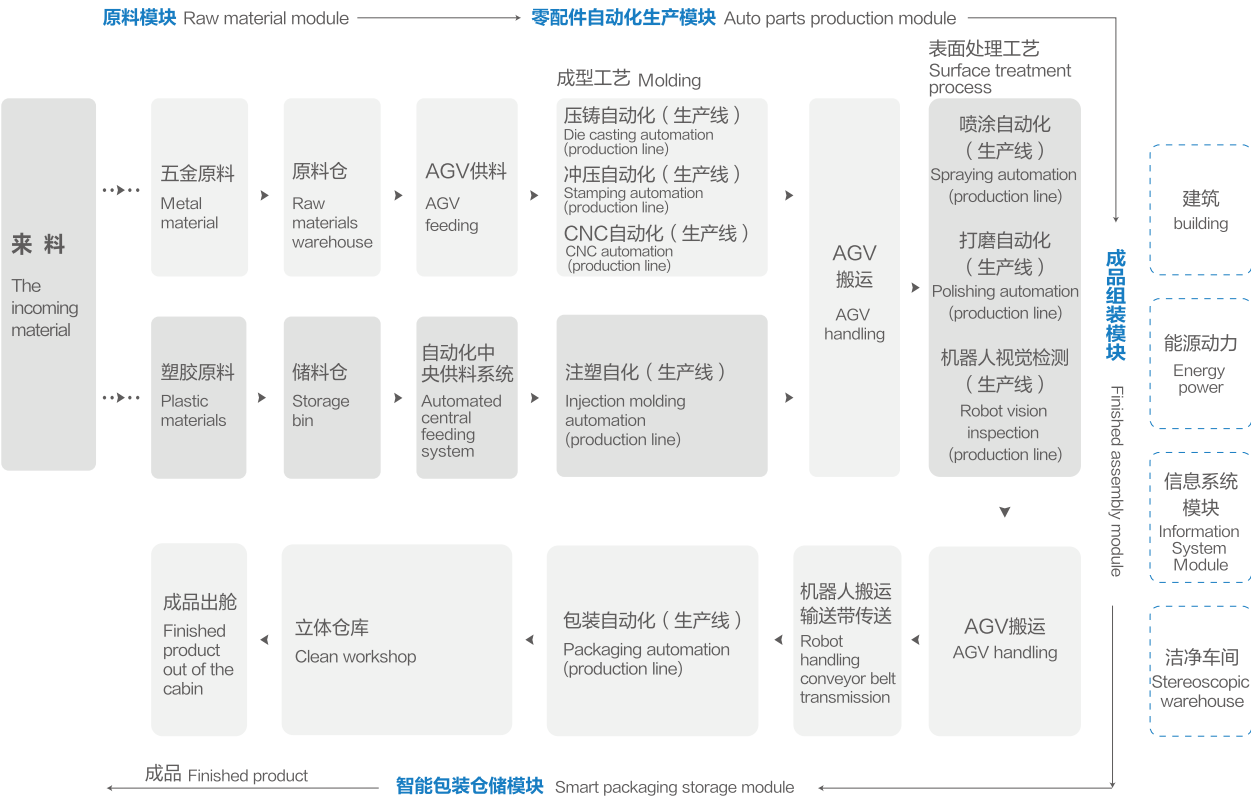 原料模块 Raw material module
零配件自动化生产模块 Auto parts production module
来 料
The
incoming
material
五金原料
Metal
material
原料仓
Raw
materials
warehouse
AGV供料
AGV
feeding
成型工艺 Molding
压铸自动化（生产线）
Die casting automation
(production line)
冲压自动化（生产线）
Stamping automation
(production line)
CNC自动化（生产线）
CNC automation
(production line)
塑胶原料
Plastic
materials
储料仓
Storage
bin
自动化中
央供料系统
Automated
central
feeding
system
注塑自化（生产线）
Injection molding
automation
(production line)
AGV
搬运
AGV
handling
表面处理工艺
Surface treatment
process
喷涂自动化
（生产线）
Spraying automation
(production line)
打磨自动化
（生产线）
Polishing automation
(production line)
机器人视觉检测
（生产线）
Robot vision
inspection
(production line)
成品组装模块
Finished assembly module
建筑
building
能源动力
Energy
power
信息系统
模块
Information
System
Module
洁净车间
Stereoscopic
warehouse
AGV搬运
AGV handling
机器人搬运
输送带传送
Robot
handling
conveyor belt
transmission
包装自动化（生产线）
Packaging automation
(production line)
立体仓库
Clean workshop
成品出舱
Finished
product
out of the
cabin
成品 Finished product
智能包装仓储模块 Smart packaging storage module